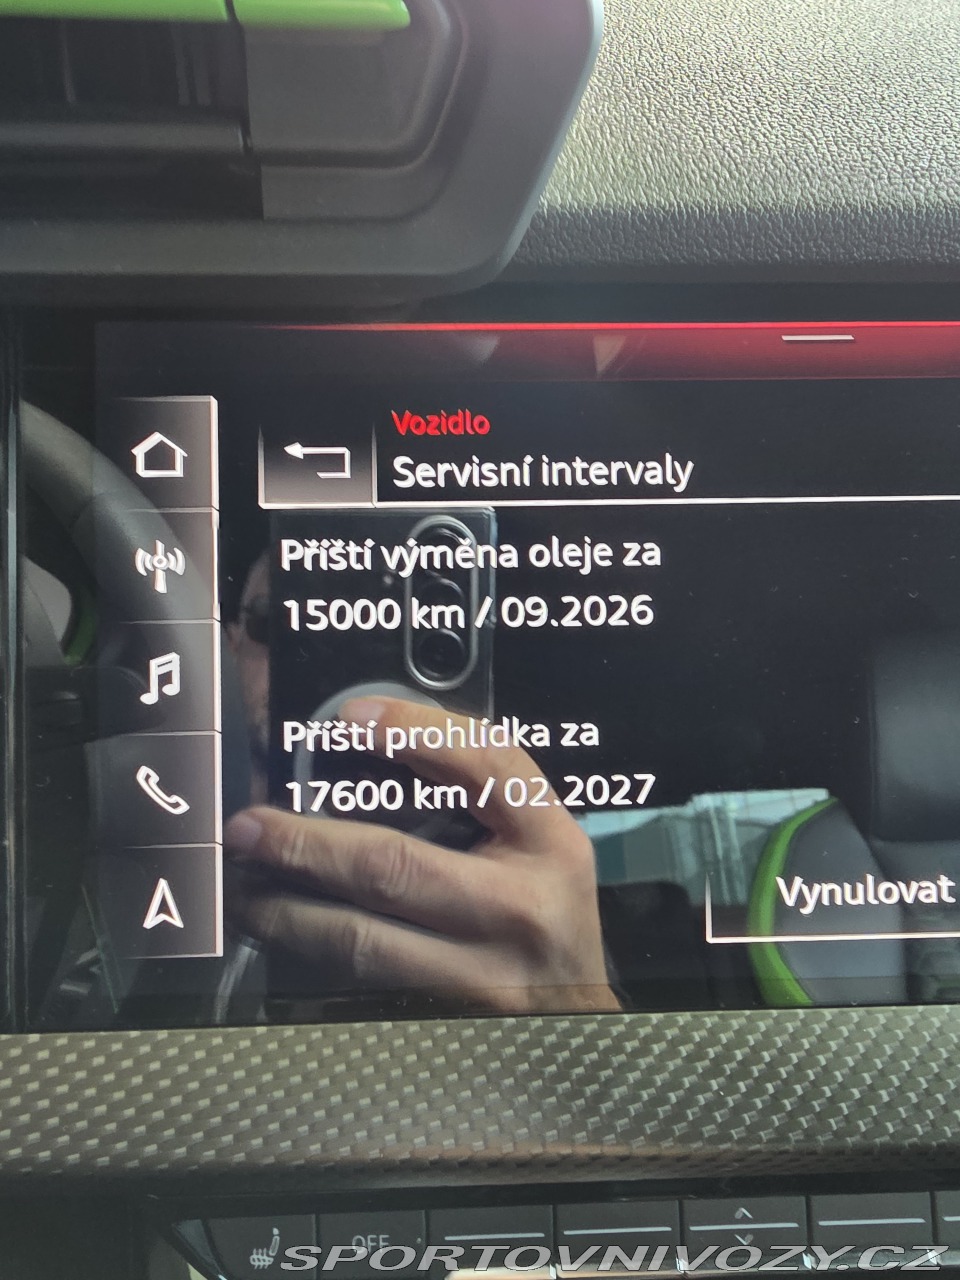 Vozidlo
Servisní intervaly
Příští výměna oleje za
15000 km / 09.2026
Příští prohlídka za
17600 km / 02.2027
Vynulovat
OFF
SPORTOVNIVOZY.CZ